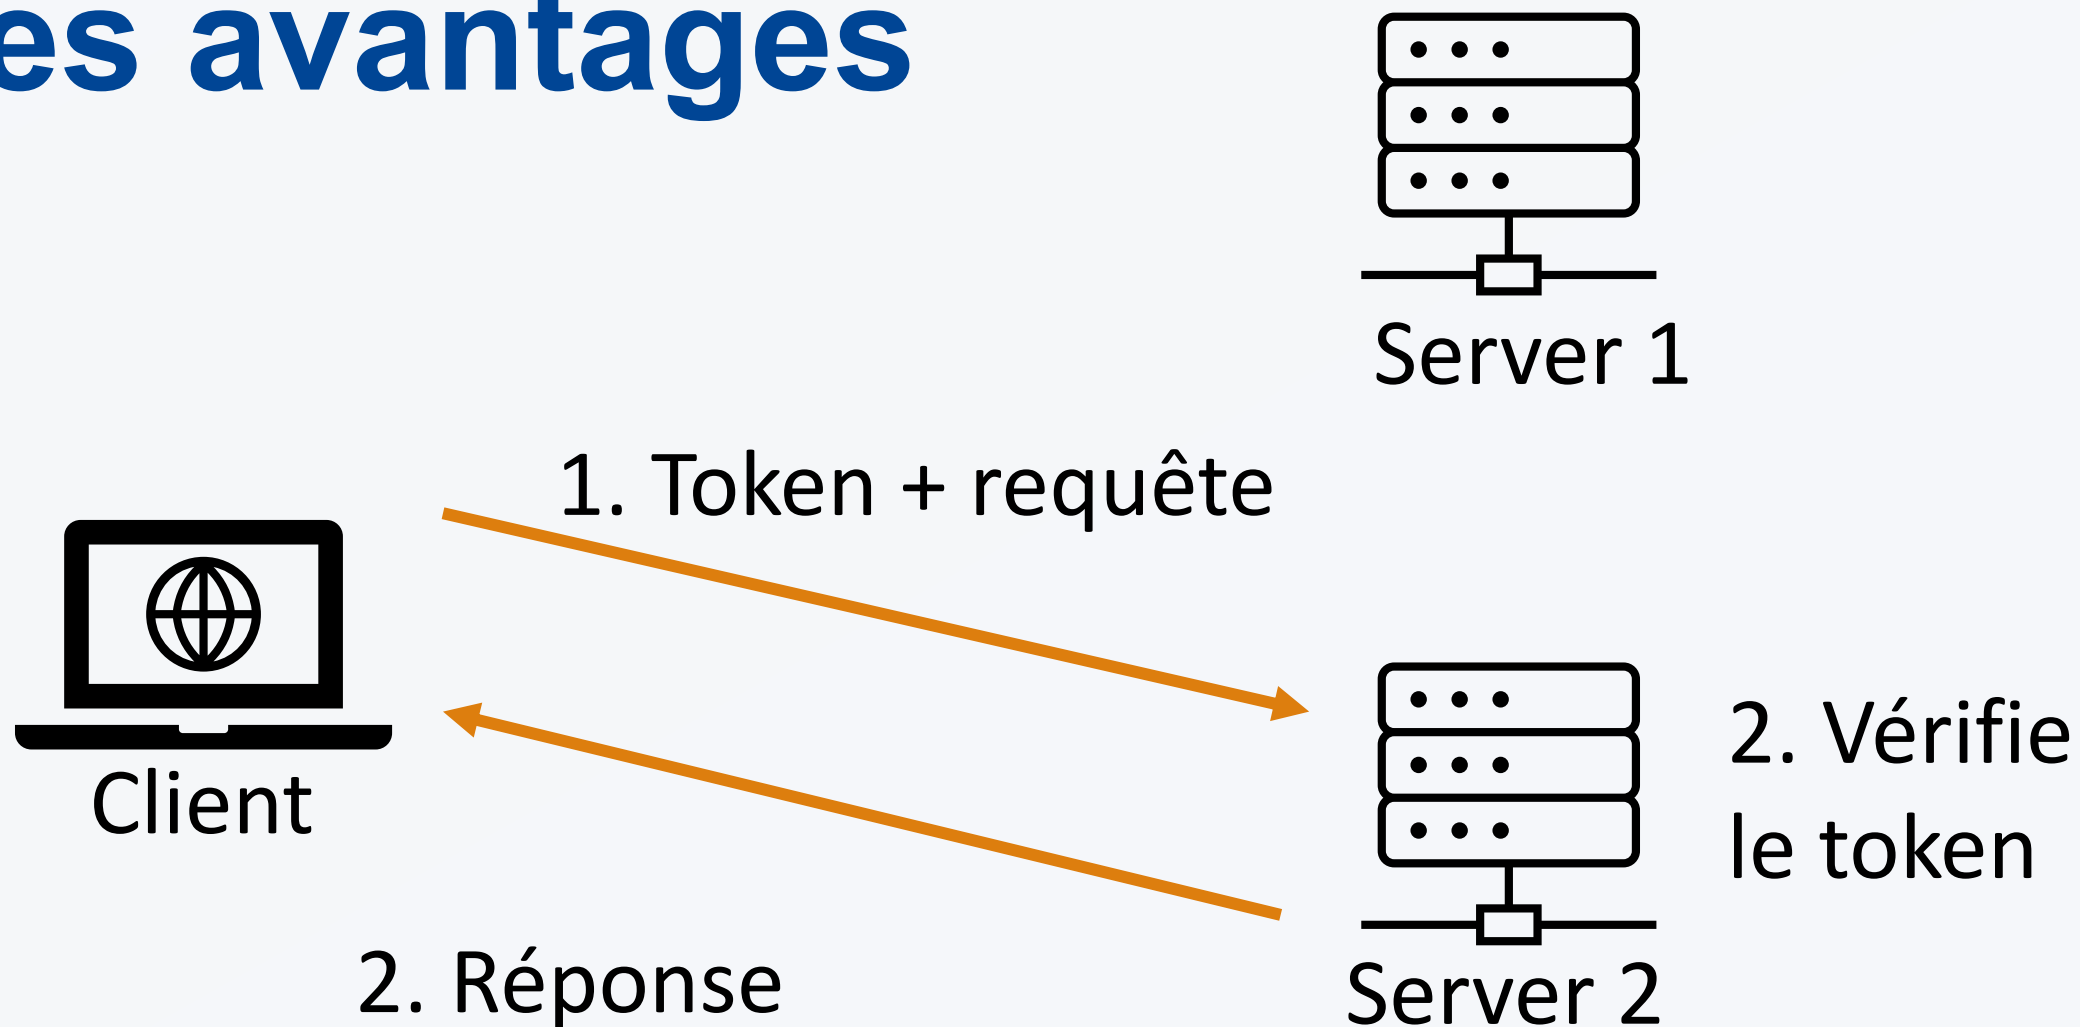 es avantages
Server 1
1. Token + requête
Client
2. Vérifie
le token
2. Réponse
Server 2